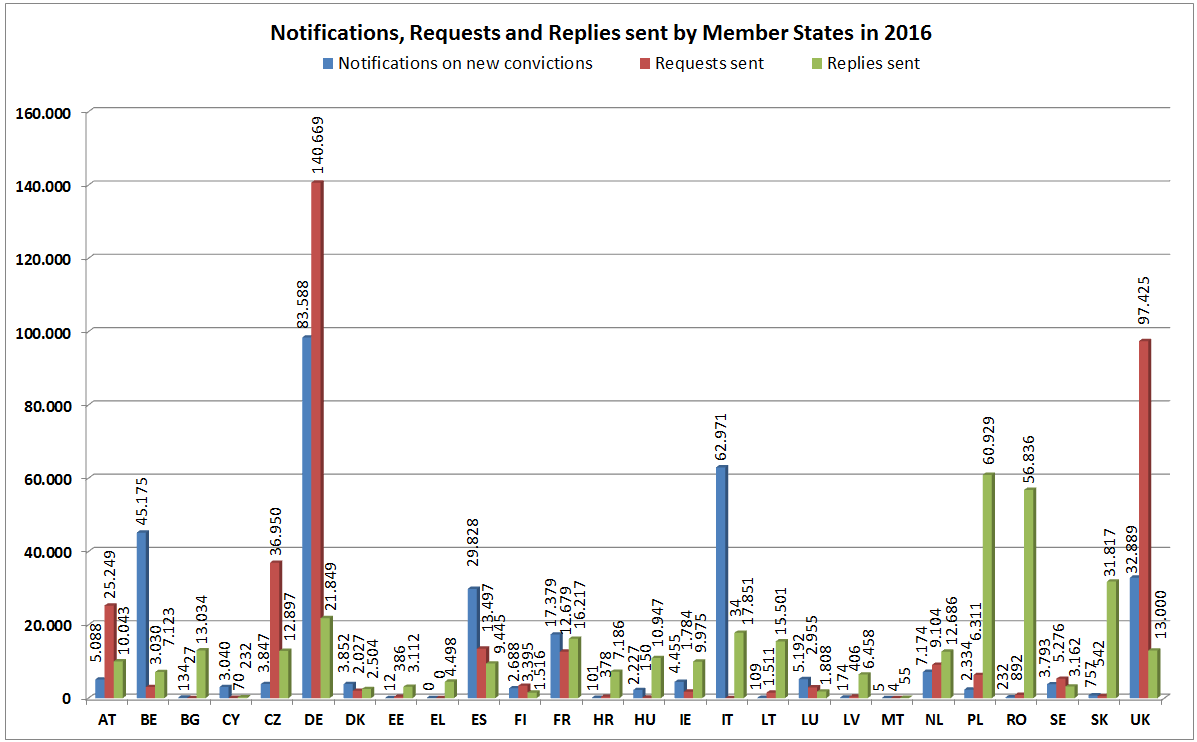 Notifications, Requests and Replies sent by Member States in 2016
Notifications on new convictions Requests sent Replies sent
160.000
140.000
120.000
100.000
80.000
60.000
40.000
20.000
0
5.088 25.249 10.043
45.175 3.030 7.123
134 27 13.034
3.040 70 232
3.847 36.950 12.897
83.588 140.669 21.849
3.852 2.027 2.504
12 386 3.112
0 0 4.498
29.828 13.497 9.445
2.688 3.395 1.516
17.379 12.679 16.217
101 378 7.186
2.227 150 10.947
4.455 1.784 9.975
62.971 34 17.851
109 1.511 15.501
5.192 2.955 1.808
174 406 6.458
5 4 55
7.174 9.104 12.686
2.334 6.311 60.929
232 892 56.836
3.793 5.276 3.162
757 542 31.817
32.889 97.425 13.000
AT BE BG CY CZ DE DK EE EL ES FI FR HR HU IE IT LT LU LV MT NL PL RO SE SK UK